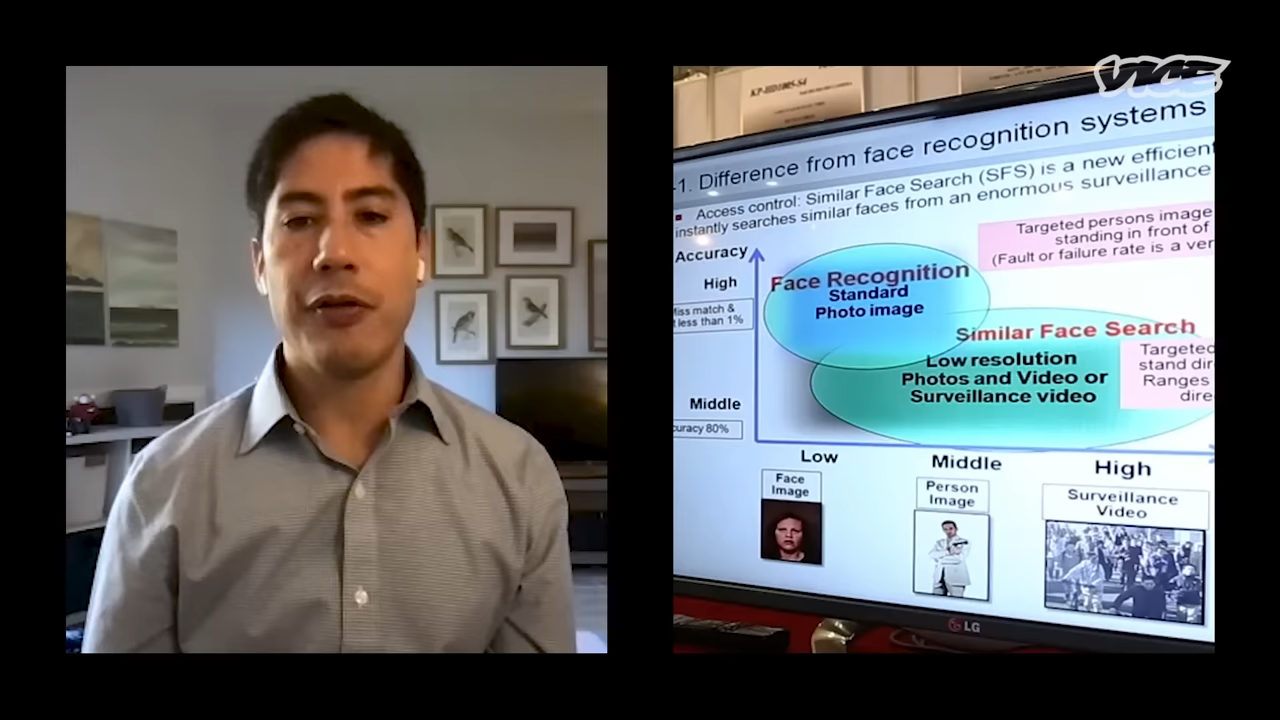 VICE
KP-HD1005-S4
-1. Difference from face recognition systems
Access control: Similar Face Search (SFS) is a new efficient
instantly searches similar faces from an enormous surveillance
Accuracy
High
Miss match &
less than 1%
Middle
curacy 80%
Face Recognition
Standard
Photo image
Targeted persons image
standing in front of
(Fault or failure rate is a ver
Similar Face Search
Low resolution
Photos and Video or
Surveillance video
Targeted
stand dir
Ranges
dire
Low
Middle
High
Face
Image
Person
Image
Surveillance
Video
LG